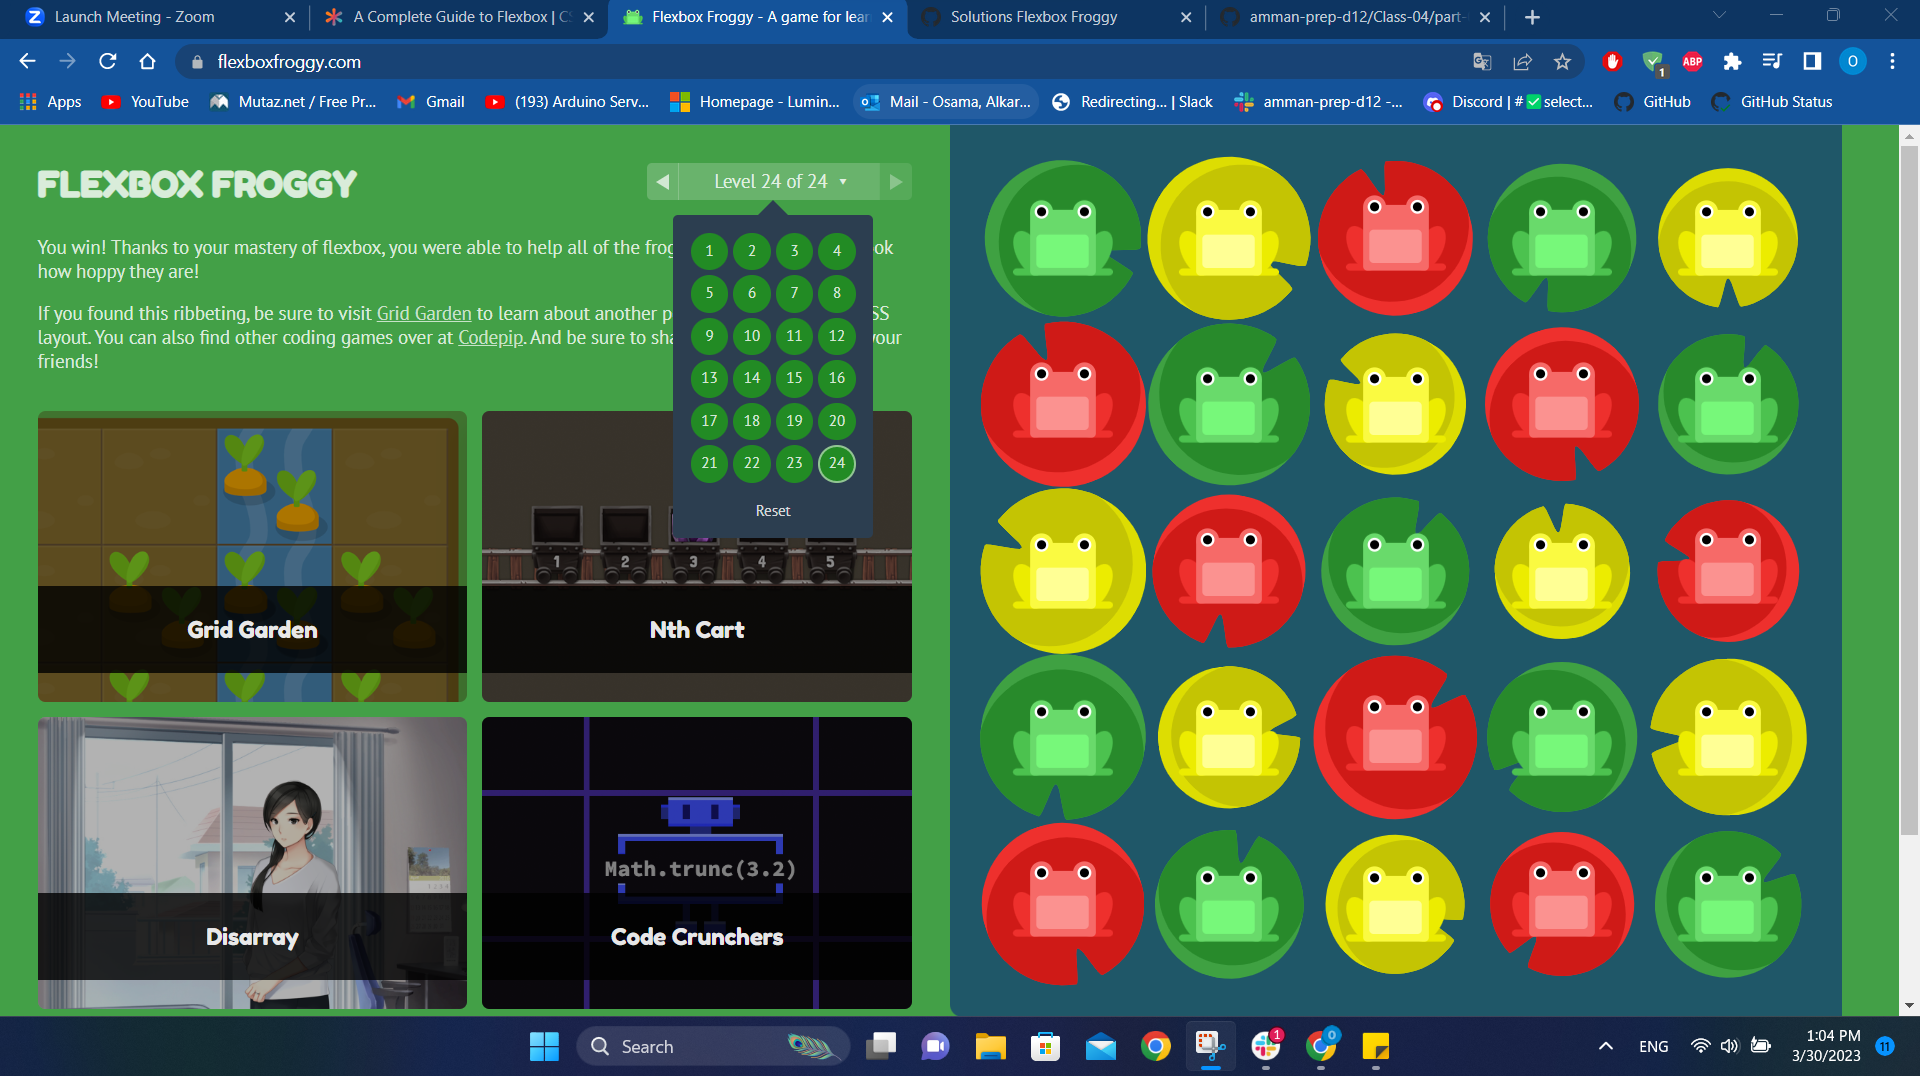 Launch Meeting - Zoom
A Complete Guide to Flexbox | CS
Flexbox Froggy - A game for lear
Solutions Flexbox Froggy
amman-prep-d12/Class-04/part-
flexboxfroggy.com
1
ABP
O
Apps
YouTube
Mutaz.net / Free Pr...
Gmail
(193) Arduino Serv...
Homepage - Lumin...
Mail - Osama, Alkar...
Redirecting... | Slack
amman-prep-d12 -...
Discord | #✅select...
GitHub
GitHub Status
FLEXBOX FROGGY
Level 24 of 24
You win! Thanks to your mastery of flexbox, you were able to help all of the frog ok
how hoppy they are!
If you found this ribbeting, be sure to visit Grid Garden to learn about another p SS
layout. You can also find other coding games over at Codepip. And be sure to sha your
friends!
1 2 3 4
5 6 7 8
9 10 11 12
13 14 15 16
17 18 19 20
21 22 23 24
Reset
1 2 3 4 5
Grid Garden
Nth Cart
Math.trunc(3.2)
Disarray
Code Crunchers
Search
1
0
ENG
1:04 PM
3/30/2023
11